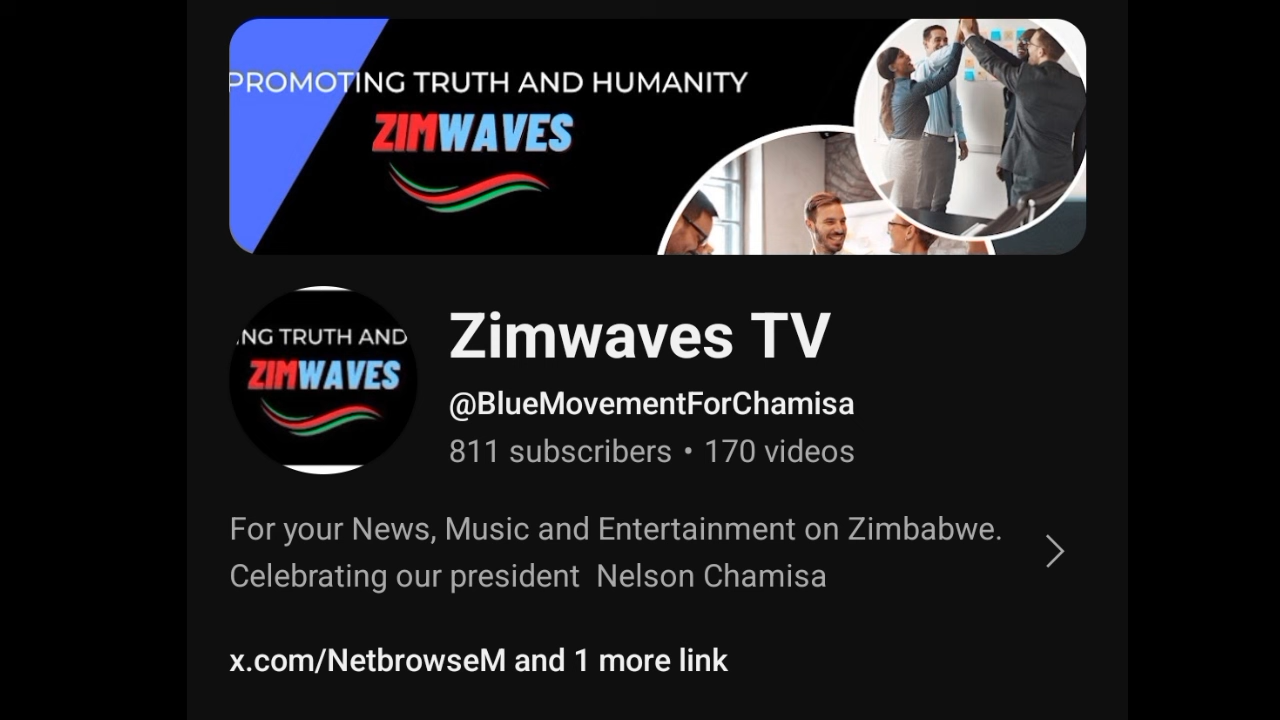 PROMOTING TRUTH AND HUMANITY
ZIMWAVES
NG TRUTH AND
ZIMWAVES
Zimwaves TV
@BlueMovementForChamisa
811 subscribers • 170 videos
For your News, Music and Entertainment on Zimbabwe.
Celebrating our president  Nelson Chamisa
x.com/NetbrowseM and 1 more link